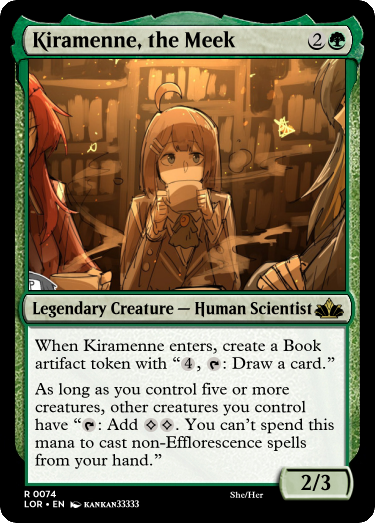 Kiramenne, the Meek 2
Legendary Creature — Human Scientist
When Kiramenne enters, create a Book
artifact token with “4, : Draw a card.”
As long as you control five or more
creatures, other creatures you control
have “: Add . You can’t spend this
mana to cast non-Efflorescence spells
from your hand.”
2/3
R 0074
She/Her
LOR • EN KANKAN33333